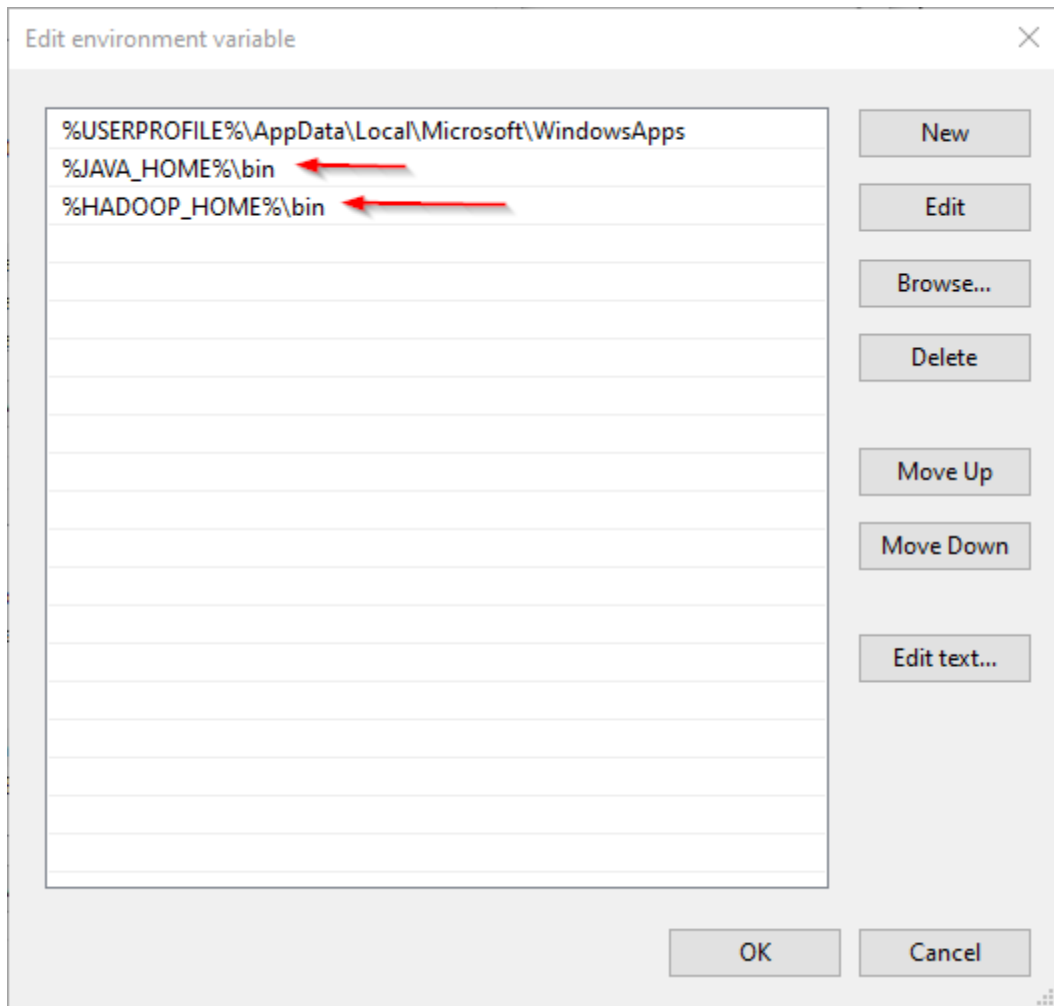 Edit environment variable
%USERPROFILE%\AppData\Local\Microsoft\WindowsApps
%JAVA_HOME%\bin
%HADOOP_HOME%\bin
New
Edit
Browse...
Delete
Move Up
Move Down
Edit text...
OK
Cancel